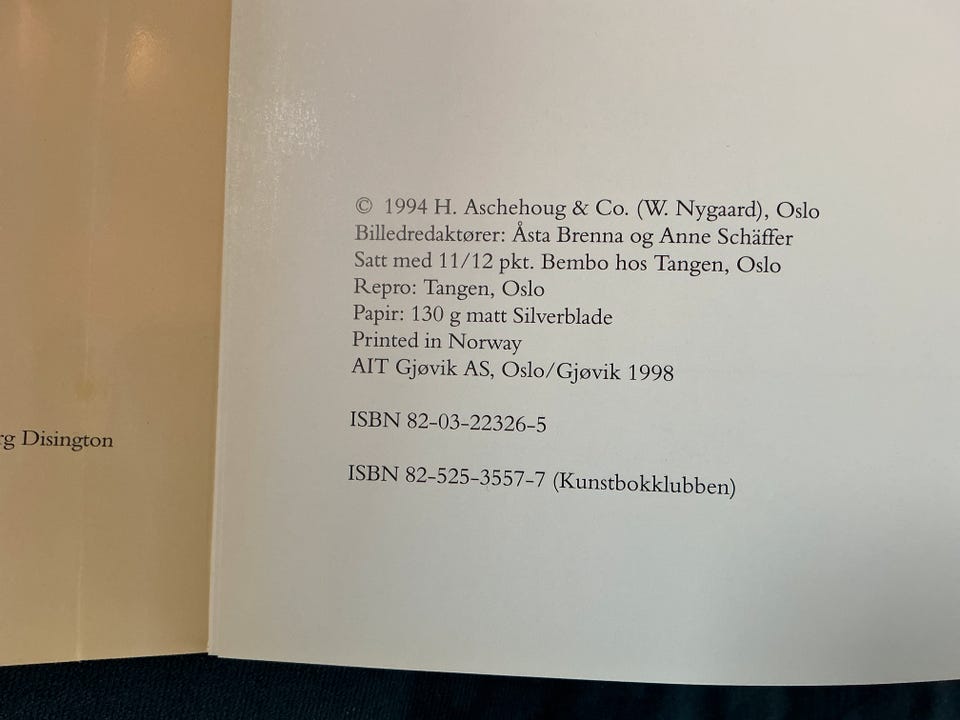 © 1994 H. Aschehoug & Co. (W. Nygaard), Oslo
Billedredaktører: Åsta Brenna og Anne Schäffer
Satt med 11/12 pkt. Bembo hos Tangen, Oslo
Repro: Tangen, Oslo
Papir: 130 g matt Silverblade
Printed in Norway
AIT Gjøvik AS, Oslo/Gjøvik 1998
ISBN 82-03-22326-5
ISBN 82-525-3557-7 (Kunstbokklubben)
rg Disington